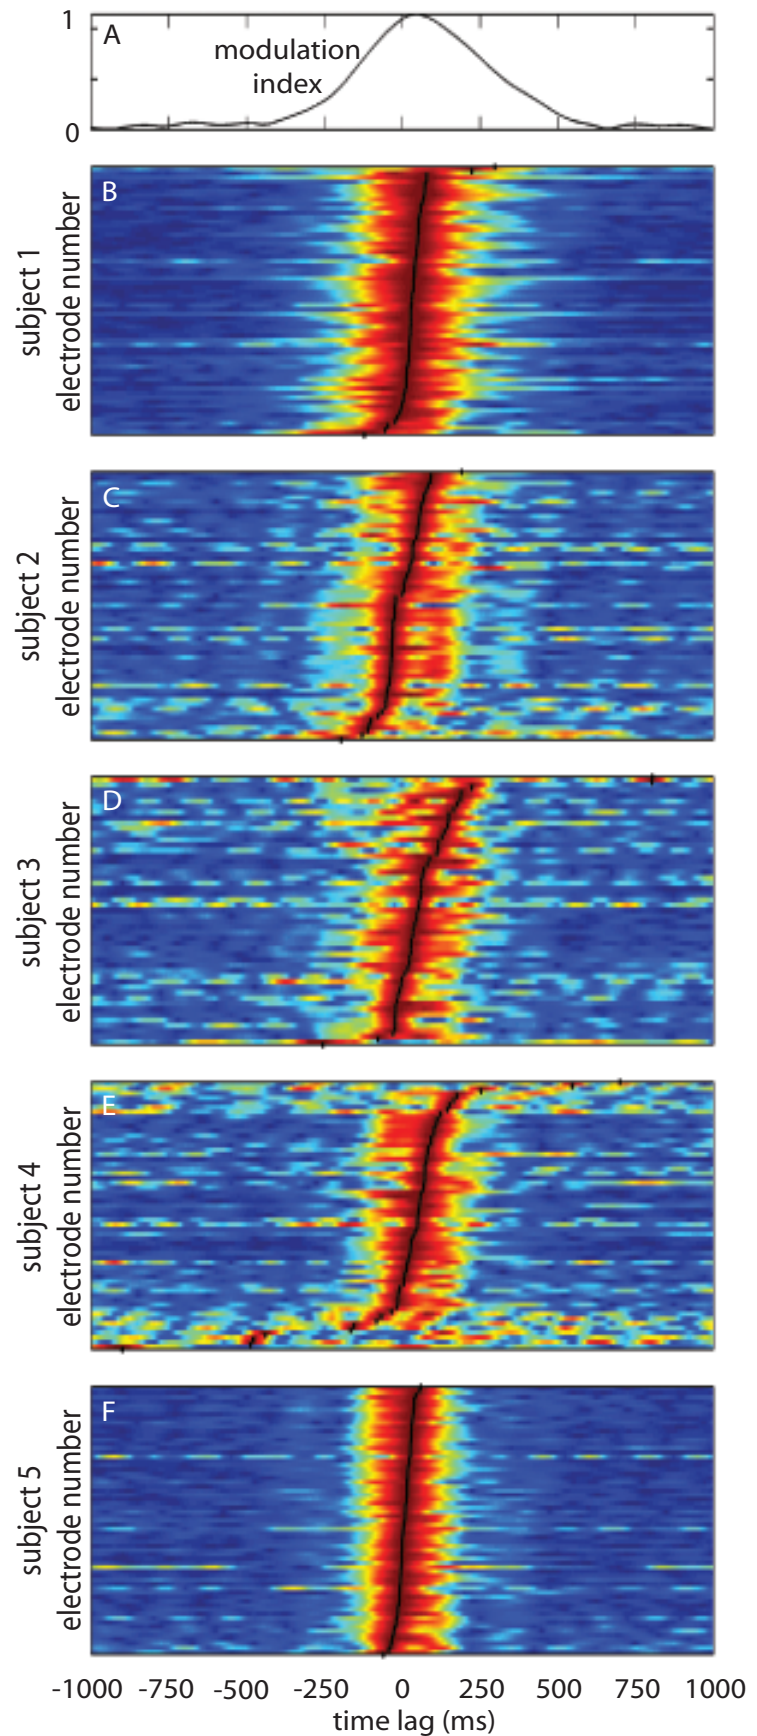 1
A
modulation
index
0
B
subject 1
electrode number
C
subject 2
electrode number
D
subject 3
electrode number
E
subject 4
electrode number
F
subject 5
electrode number
-1000 -750 -500 -250 0 250 500 750 1000
time lag (ms)